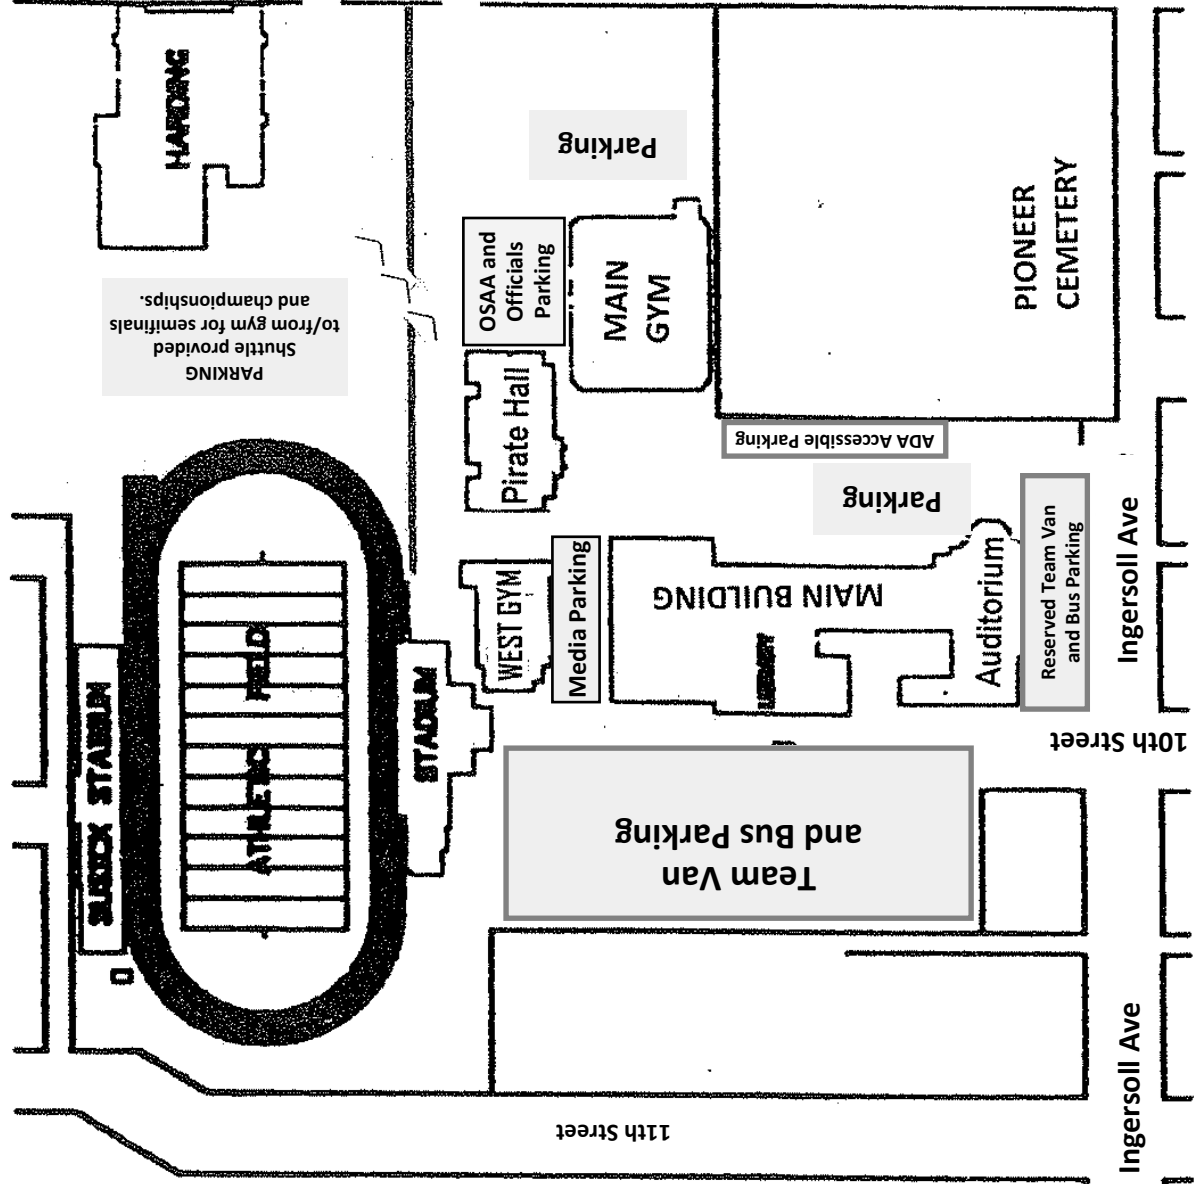 HARDING
Parking
OSAA and
Officials
Parking
MAIN
GYM
PIONEER
CEMETERY
PARKING
Shuttle provided
to/from gym for semifinals
and championships.
Pirate Hall
ADA Accessible Parking
Parking
WEST GYM
Media Parking
MAIN BUILDING
LIBRARY
Auditorium
Reserved Team Van
and Bus Parking
Ingersoll Ave
10th Street
STADIUM
ATHLETIC FIELD
Team Van
and Bus Parking
11th Street
Ingersoll Ave